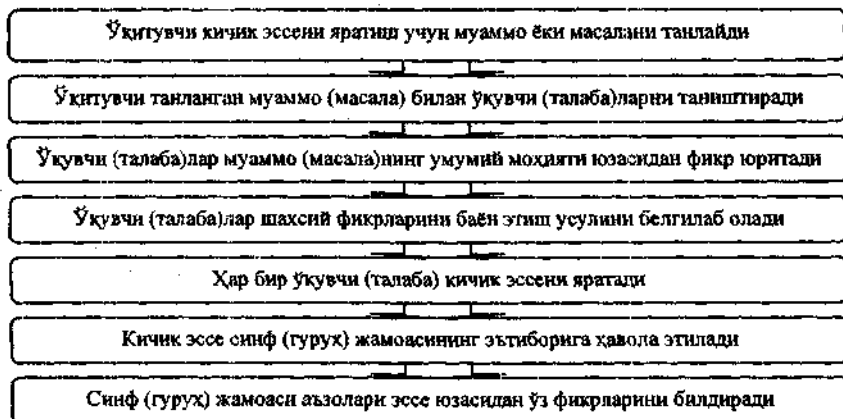 Ўқитувчи кичик эссени яратиш учун муаммо ёки масалани танлайди
Ўқитувчи танланган муаммо (масала) билан ўқувчи (талаба)ларни таништиради
Ўқувчи (талаба)лар муаммо (масала)нинг умумий моҳияти юзасидан фикр юритади
Ўқувчи (талаба)лар шахсий фикрларини баён этиш усулини белгилаб олади
Ҳар бир ўқувчи (талаба) кичик эссени яратади
Кичик эссе синф (гуруҳ) жамоасининг эътиборига ҳавола этилади
Синф (гуруҳ) жамоаси аъзолари эссе юзасидан ўз фикрларини билдиради